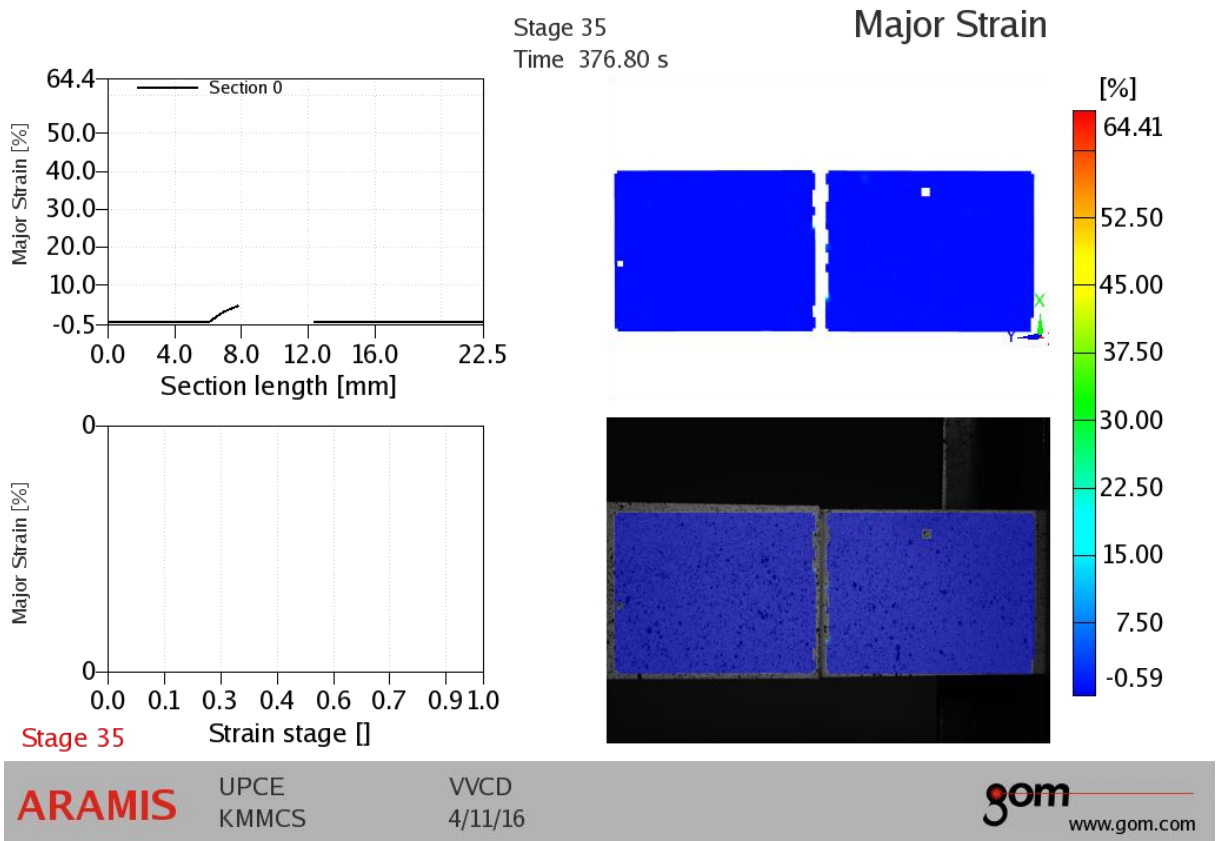 Stage 35
Time 376.80 s
Major Strain
64.4
50.0
40.0
30.0
20.0
10.0
-0.5
Major Strain [%]
Section 0
0.0 4.0 8.0 12.0 16.0 22.5
Section length [mm]
0
0
Major Strain [%]
0.0 0.1 0.3 0.4 0.6 0.7 0.9 1.0
Strain stage []
Stage 35
X
Y
[%]
64.41
52.50
45.00
37.50
30.00
22.50
15.00
7.50
-0.59
ARAMIS
UPCE
KMMCS
VVCD
4/11/16
gom
www.gom.com